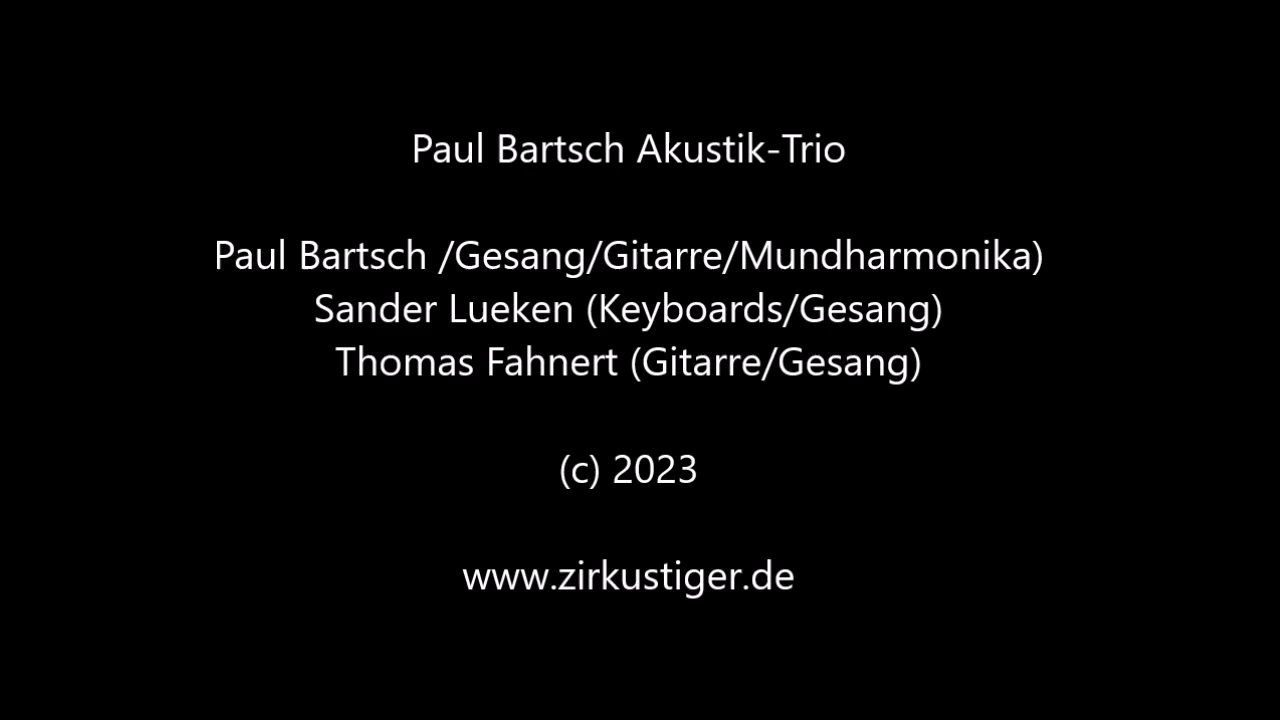 Paul Bartsch Akustik-Trio
Paul Bartsch /Gesang/Gitarre/Mundharmonika)
Sander Lueken (Keyboards/Gesang)
Thomas Fahnert (Gitarre/Gesang)
(c) 2023
www.zirkustiger.de